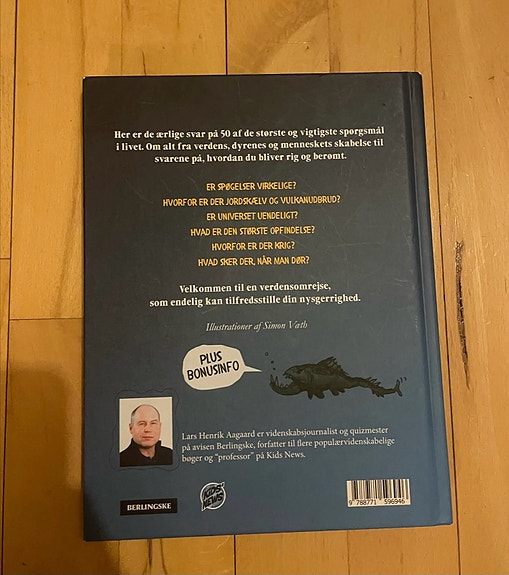 Her er de ærlige svar på 50 af de største og vigtigste spørgsmål
i livet. Om alt fra verdens, dyrenes og menneskets skabelse til
svarene på, hvordan du bliver rig og berømt.
ER SPØGELSER VIRKELIGE?
HVORFOR ER DER JORDSKÆLV OG VULKANUDBRUD?
ER UNIVERSET UENDELIGT?
HVAD ER DEN STØRSTE OPFINDELSE?
HVORFOR ER DER KRIG?
HVAD SKER DER, NÅR MAN DØR?
Velkommen til en verdensomrejse,
som endelig kan tilfredsstille din nysgerrighed.
Illustrationer af Simon Væth
PLUS
BONUSINFO
Lars Henrik Aagaard er videnskabsjournalist og quizmester
på avisen Berlingske, forfatter til flere populærvidenskabelige
bøger og "professor" på Kids News.
BERLINGSKE
KIDS
NEWS
9 788771 596946